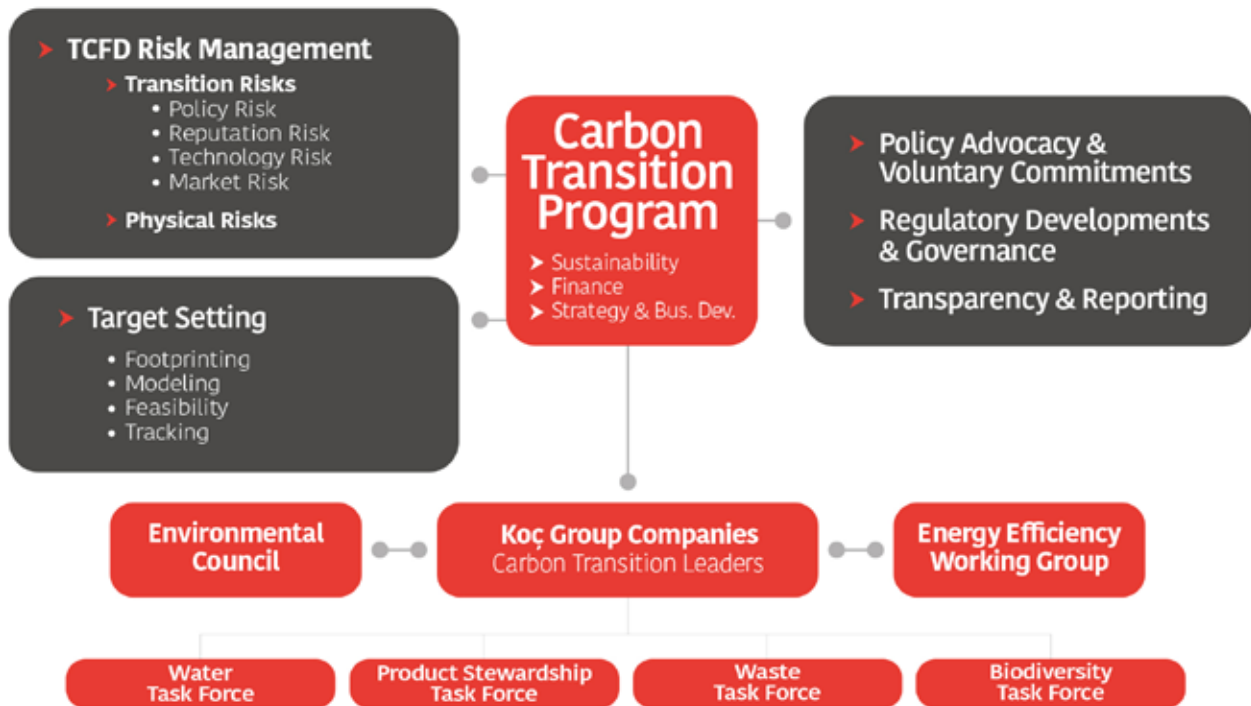 TCFD Risk Management
Transition Risks
• Policy Risk
• Reputation Risk
• Technology Risk
• Market Risk
Physical Risks
Target Setting
• Footprinting
• Modeling
• Feasibility
• Tracking
Carbon
Transition
Program
Sustainability
Finance
Strategy & Bus. Dev.
Policy Advocacy &
Voluntary Commitments
Regulatory Developments
& Governance
Transparency & Reporting
Environmental
Council
Koç Group Companies
Carbon Transition Leaders
Energy Efficiency
Working Group
Water
Task Force
Product Stewardship
Task Force
Waste
Task Force
Biodiversity
Task Force